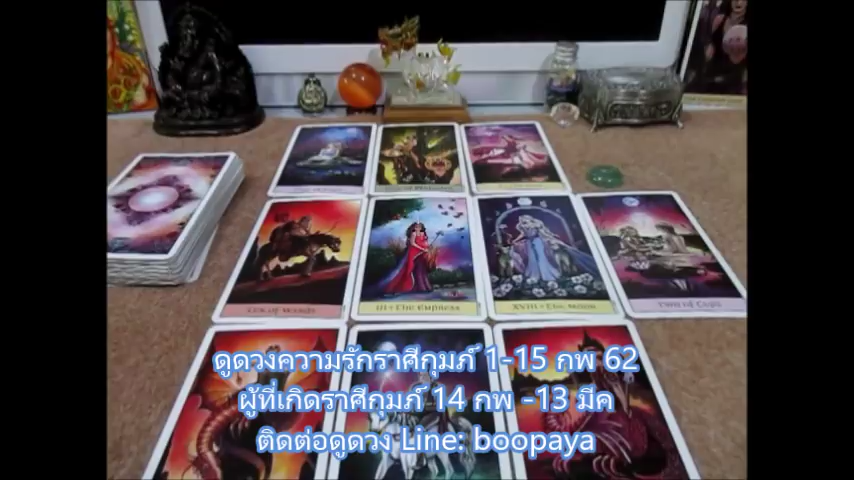 III • The Empress
XVIII • The Moon
Two of Cups
ดูดวงความรักราศีกุมภ์ 1-15 กพ 62
ผู้ที่เกิดราศีกุมภ์ 14 กพ -13 มีค
ติดต่อดูดวง Line: boopaya